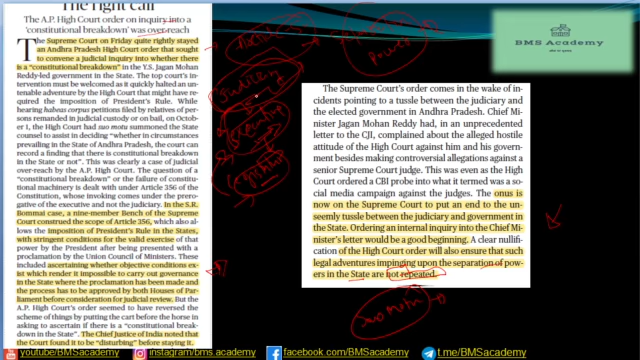 The right call
The A.P. High Court order on inquiry into a
'constitutional breakdown' was over-reach
The Supreme Court on Friday quite rightly stayed
an Andhra Pradesh High Court order that sought
to convene a judicial inquiry into whether there
is a "constitutional breakdown" in the Y.S. Jagan Mohan
Reddy-led government in the State. The top court's
intervention must be welcomed as it quickly halted an un-
tenable adventure by the High Court that might have re-
quired the imposition of President's Rule. While
hearing habeas corpus petitions filed by relatives of per-
sons remanded in judicial custody or on bail, on Octo-
ber 1, the High Court had suo motu summoned the State
counsel to assist in deciding "whether in circumstances
prevailing in the State of Andhra Pradesh, the court can
record a finding that there is constitutional breakdown
in the State or not". This was clearly a case of judicial
over-reach by the A.P. High Court. The question of a
"constitutional breakdown" or the failure of constitu-
tional machinery is dealt with under Article 356 of the
Constitution, whose invoking comes under the prero-
gative of the executive and not the judiciary. In the S.R.
Bommai case, a nine-member Bench of the Supreme
Court construed the scope of Article 356, which also al-
lows the imposition of President's Rule in the States,
with stringent conditions for the valid exercise of that
power by the President after being presented with a
proclamation by the Union Council of Ministers. These
included ascertaining whether objective conditions ex-
ist which render it impossible to carry out governance
in the State where the proclamation has been made and
the process has to be approved by both Houses of Par-
liament before consideration for judicial review. But the
A.P. High Court's order seemed to have reversed the
scheme of things by putting the cart before the horse in
asking to ascertain if there is a "constitutional break-
down in the State". The Chief Justice of India noted that
the Court found it to be "disturbing" before staying it.
BMS Academy
The Supreme Court's order comes in the wake of in-
cidents pointing to a tussle between the judiciary and
the elected government in Andhra Pradesh. Chief Mi-
nister Jagan Mohan Reddy had, in an unprecedented
letter to the CJI, complained about the alleged hostile
attitude of the High Court against him and his govern-
ment besides making controversial allegations against a
senior Supreme Court judge. This was even as the High
Court ordered a CBI probe into what it termed was a so-
cial media campaign against the judges. The onus is
now on the Supreme Court to put an end to the un-
seemly tussle between the judiciary and government in
the State. Ordering an internal inquiry into the Chief Mi-
nister's letter would be a good beginning. A clear nullifi-
cation of the High Court order will also ensure that such
legal adventures impinging upon the separation of pow-
ers in the State are not repeated.
suo motu
youtube/BMSacademy
instagram/bms.academy
facebook.com/BMSacademy
t.me/BMSacademy